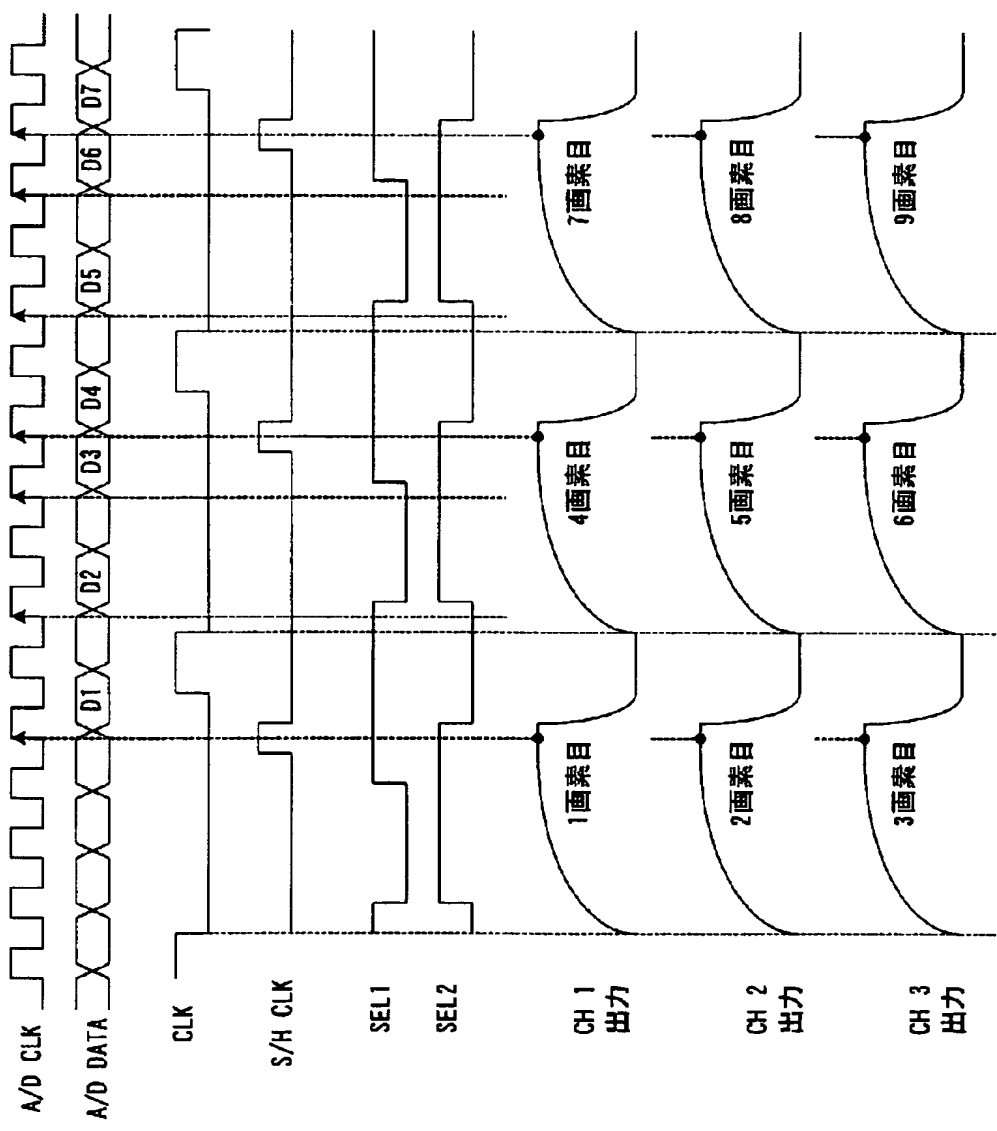 A/D CLK
A/D DATA
D1
D2
D3
D4
D5
D6
D7
CLK
S/H CLK
SEL1
SEL2
CH 1
出力
1画素目
4画素目
7画素目
CH 2
出力
2画素目
5画素目
8画素目
CH 3
出力
3画素目
6画素目
9画素目